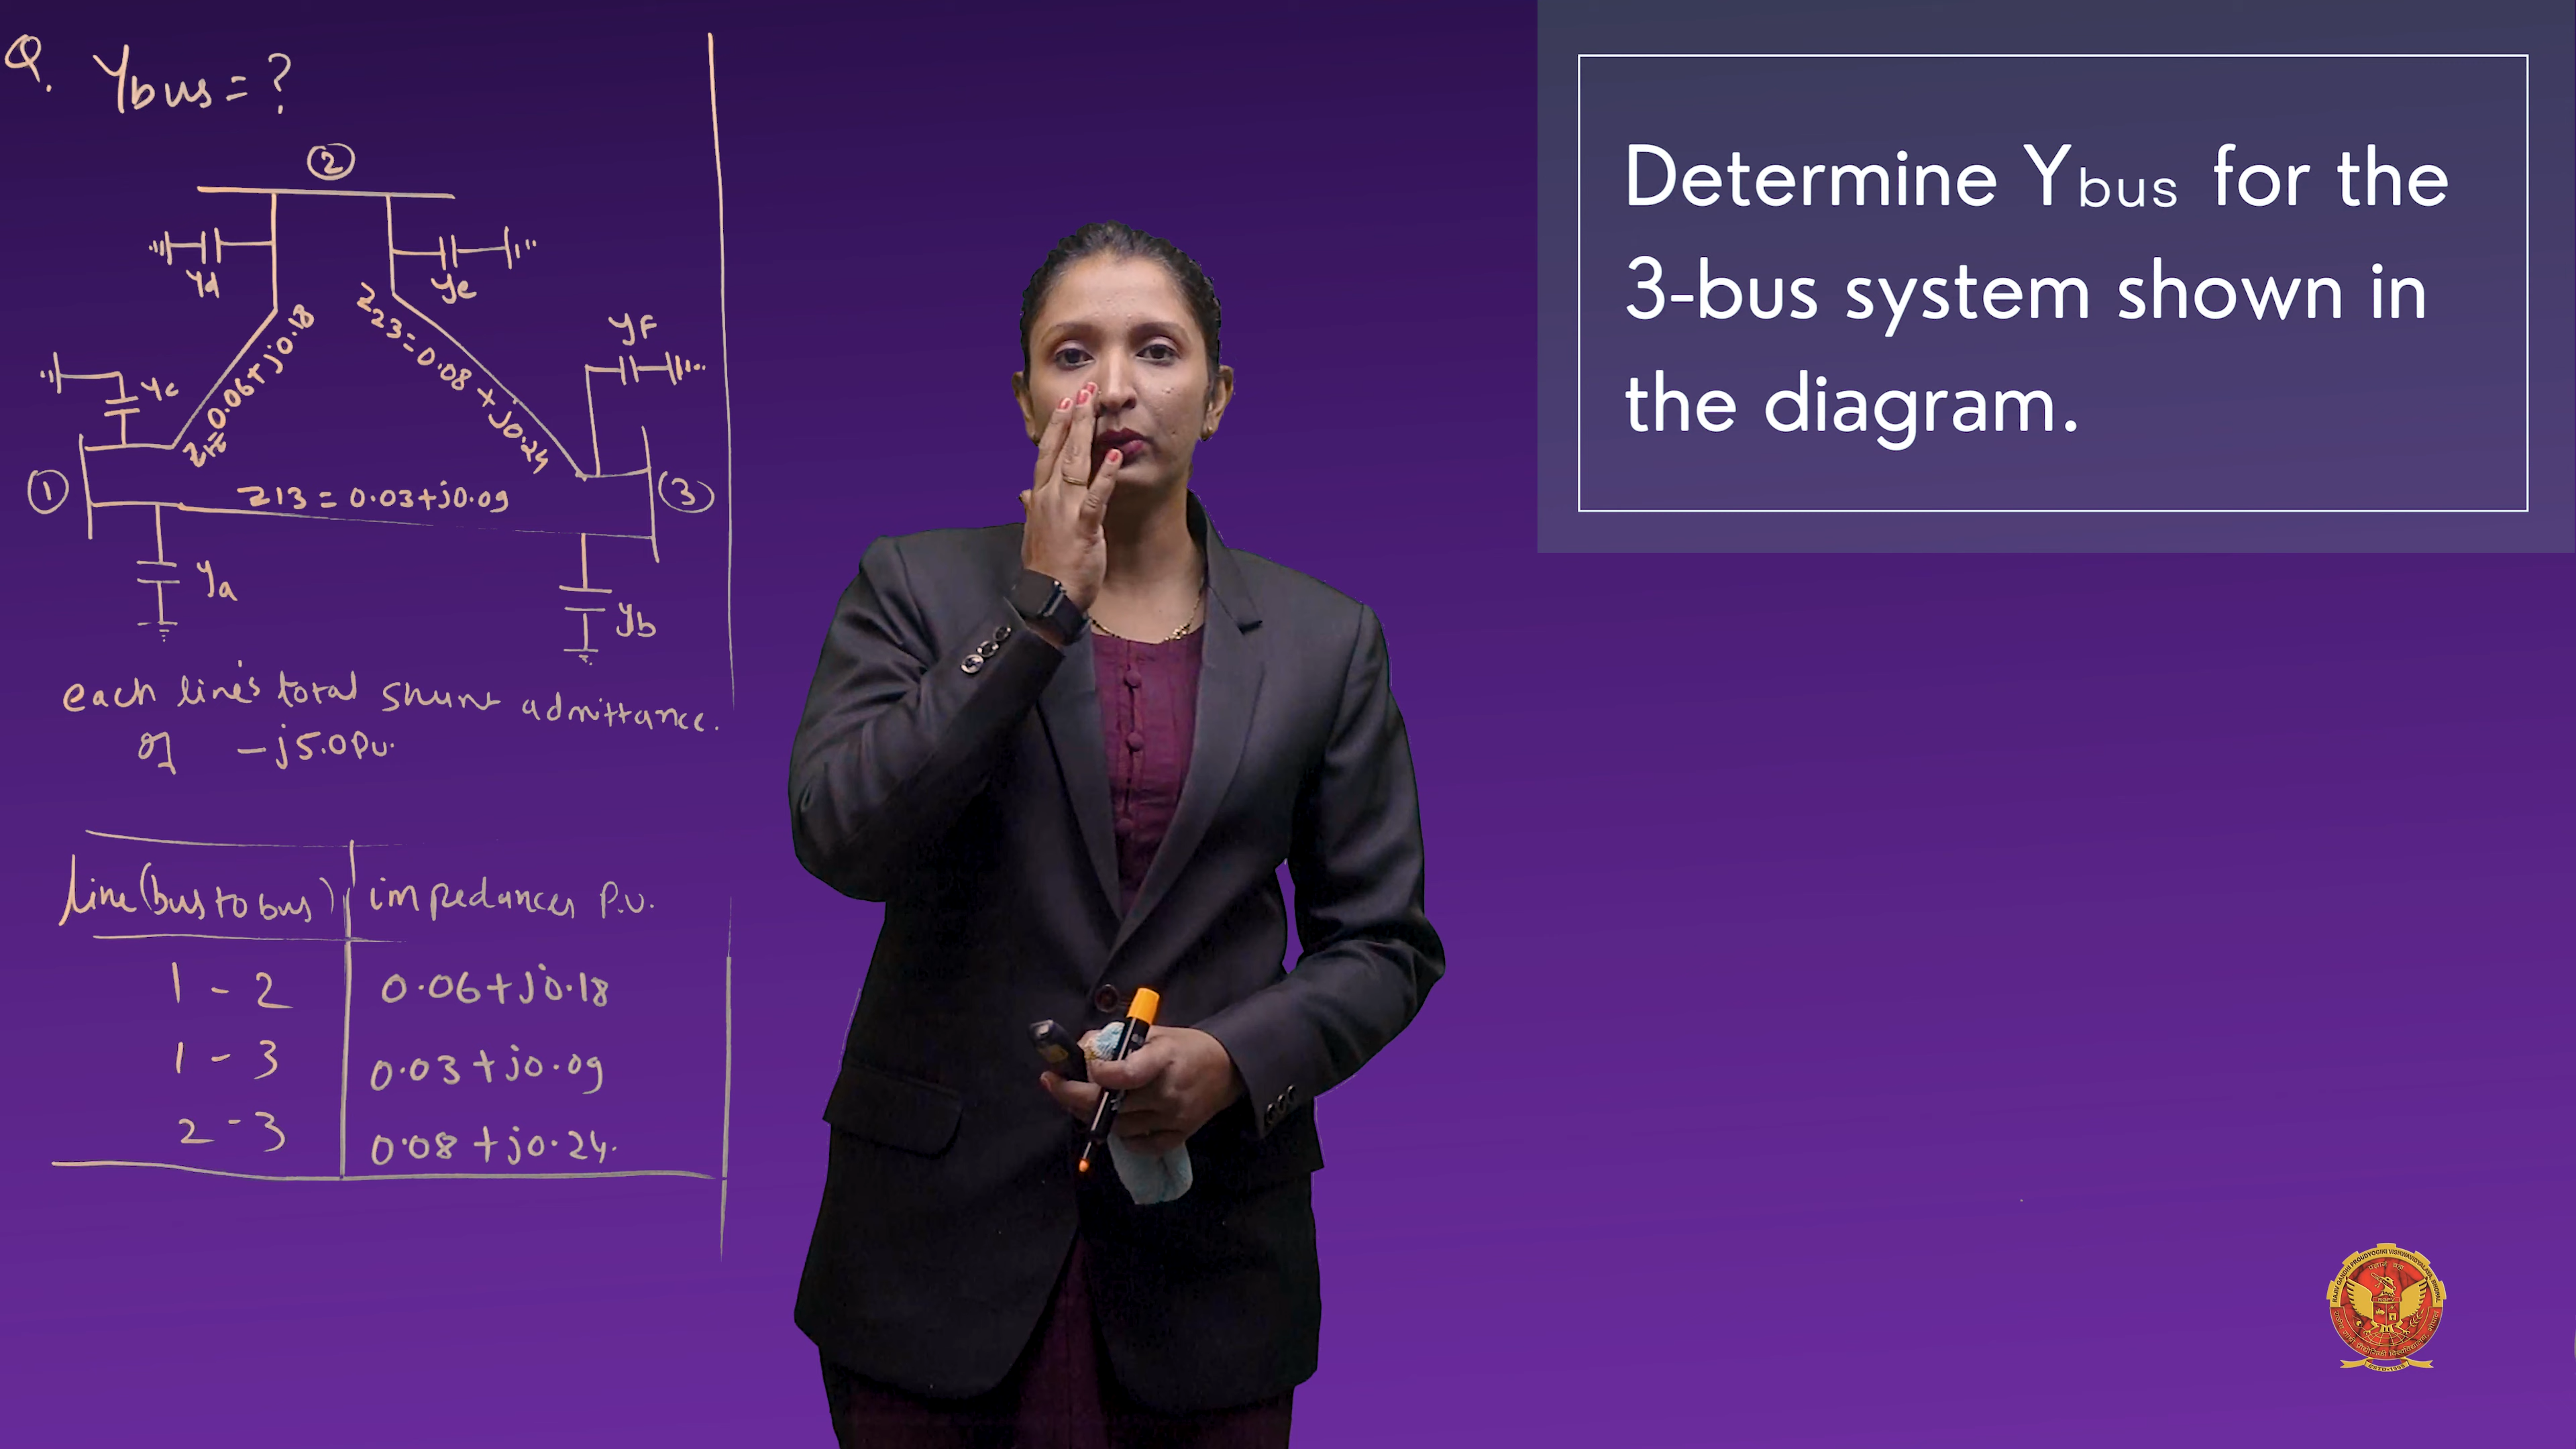 Q. Ybus = ?
2
Yd
Ye
Z12=0.06+j0.18
Z23=0.08+j0.24
YF
Yc
1
Z13=0.03+j0.09
3
Ya
Yb
each line's total shunt admittance.
of -j5.0pu.
line(bus to bus) impedances P.U.
1-2 0.06+j0.18
1-3 0.03+j0.09
2-3 0.08+j0.24.
Determine Ybus for the
3-bus system shown in
the diagram.